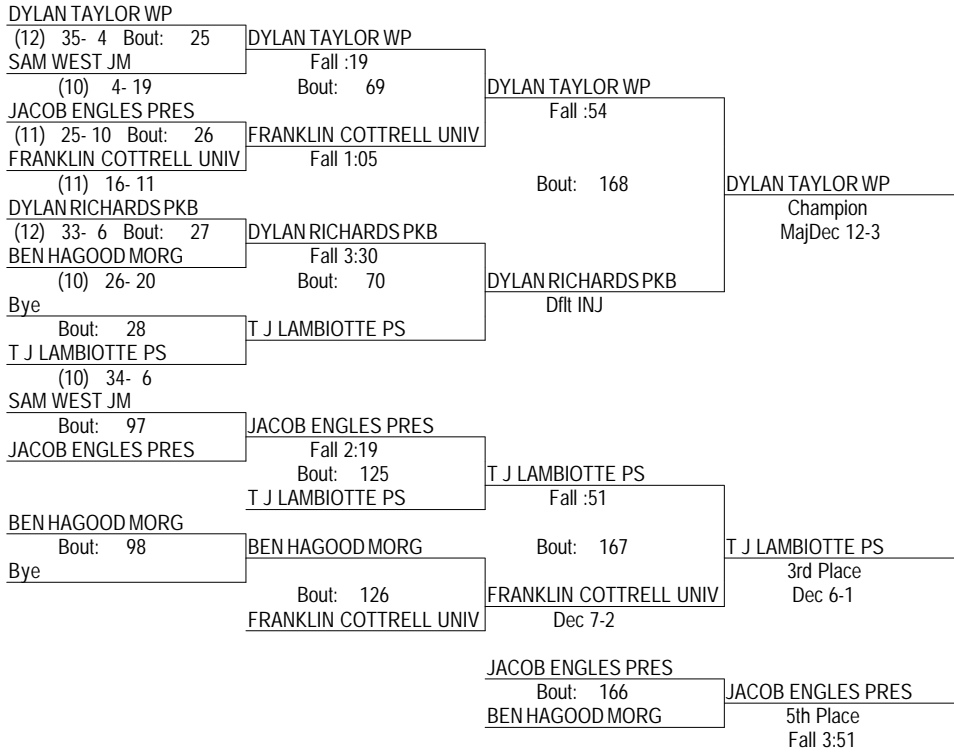 DYLAN TAYLOR WP
(12) 35- 4 Bout: 25
SAM WEST JM
(10) 4- 19
JACOB ENGLES PRES
(11) 25- 10 Bout: 26
FRANKLIN COTTRELL UNIV
(11) 16- 11
DYLAN RICHARDS PKB
(12) 33- 6 Bout: 27
BEN HAGOOD MORG
(10) 26- 20
Bye
Bout: 28
T J LAMBIOTTE PS
(10) 34- 6
DYLAN TAYLOR WP
Fall :19
Bout: 69
FRANKLIN COTTRELL UNIV
Fall 1:05
DYLAN RICHARDS PKB
Fall 3:30
Bout: 70
T J LAMBIOTTE PS
DYLAN TAYLOR WP
Fall :54
Bout: 168
DYLAN RICHARDS PKB
Dflt INJ
DYLAN TAYLOR WP
Champion
MajDec 12-3
SAM WEST JM
Bout: 97
JACOB ENGLES PRES
BEN HAGOOD MORG
Bout: 98
Bye
JACOB ENGLES PRES
Fall 2:19
Bout: 125
T J LAMBIOTTE PS
BEN HAGOOD MORG
Bout: 126
FRANKLIN COTTRELL UNIV
T J LAMBIOTTE PS
Fall :51
Bout: 167
FRANKLIN COTTRELL UNIV
Dec 7-2
T J LAMBIOTTE PS
3rd Place
Dec 6-1
JACOB ENGLES PRES
Bout: 166
BEN HAGOOD MORG
JACOB ENGLES PRES
5th Place
Fall 3:51